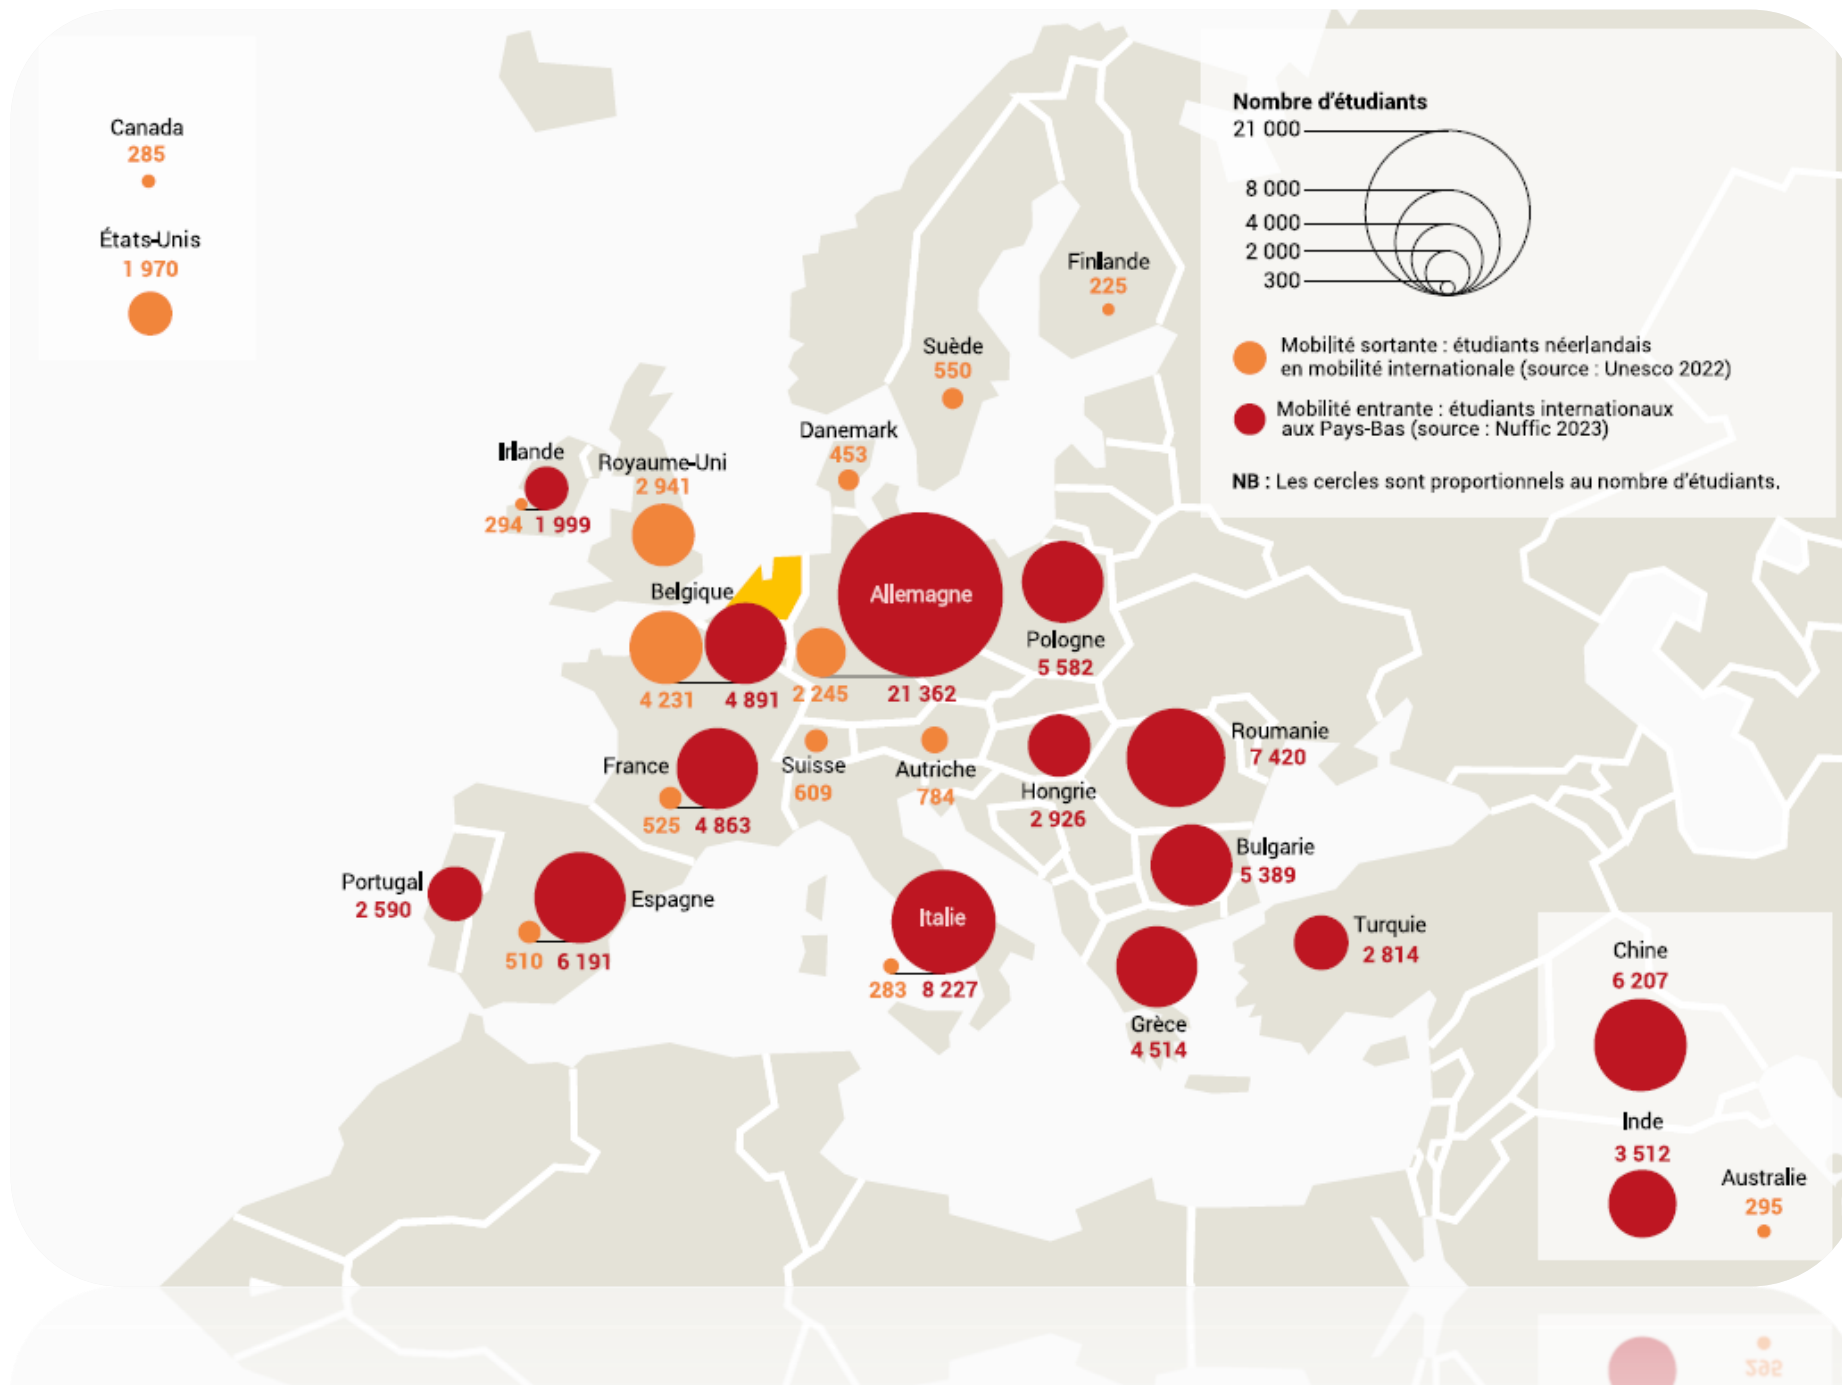 Canada
285
États-Unis
1 970
Nombre d'étudiants
21 000
8 000
4 000
2 000
300
Mobilité sortante : étudiants néerlandais
en mobilité internationale (source : Unesco 2022)
Mobilité entrante : étudiants internationaux
aux Pays-Bas (source : Nuffic 2023)
NB : Les cercles sont proportionnels au nombre d'étudiants.
Finlande
225
Suède
550
Danemark
453
Irlande
294 1 999
Royaume-Uni
2 941
Belgique
4 231 4 891
Allemagne
2 245 21 362
Pologne
5 582
France
525 4 863
Suisse
609
Autriche
784
Hongrie
2 926
Roumanie
7 420
Bulgarie
5 389
Portugal
2 590
Espagne
510 6 191
Italie
283 8 227
Grèce
4 514
Turquie
2 814
Chine
6 207
Inde
3 512
Australie
295